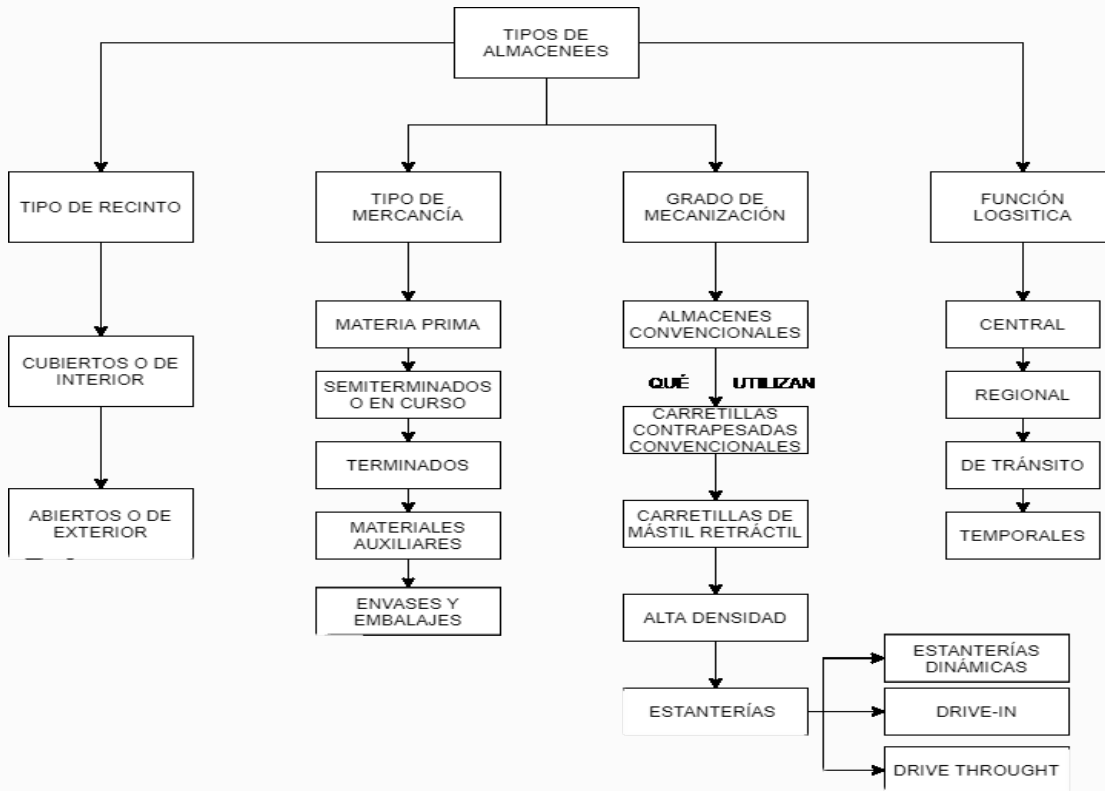 TIPOS DE
ALMACENEES
TIPO DE RECINTO
TIPO DE
MERCANCÍA
GRADO DE
MECANIZACIÓN
FUNCIÓN
LOGSITICA
CUBIERTOS O DE
INTERIOR
ABIERTOS O DE
EXTERIOR
MATERIA PRIMA
SEMITERMINADOS
O EN CURSO
TERMINADOS
MATERIALES
AUXILIARES
ENVASES Y
EMBALAJES
ALMACENES
CONVENCIONALES
QUÉ UTILIZAN
CARRETILLAS
CONTRAPESADAS
CONVENCIONALES
CARRETILLAS DE
MÁSTIL RETRÁCTIL
ALTA DENSIDAD
ESTANTERÍAS
ESTANTERÍAS
DINÁMICAS
DRIVE-IN
DRIVE THROUGHT
CENTRAL
REGIONAL
DE TRÁNSITO
TEMPORALES